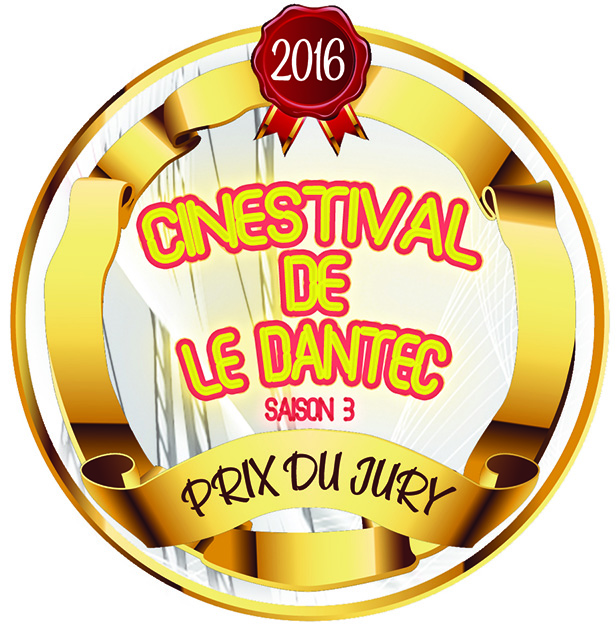 2016
CINESTIVAL
DE
LE DANTEC
SAISON 3
PRIX DU JURY